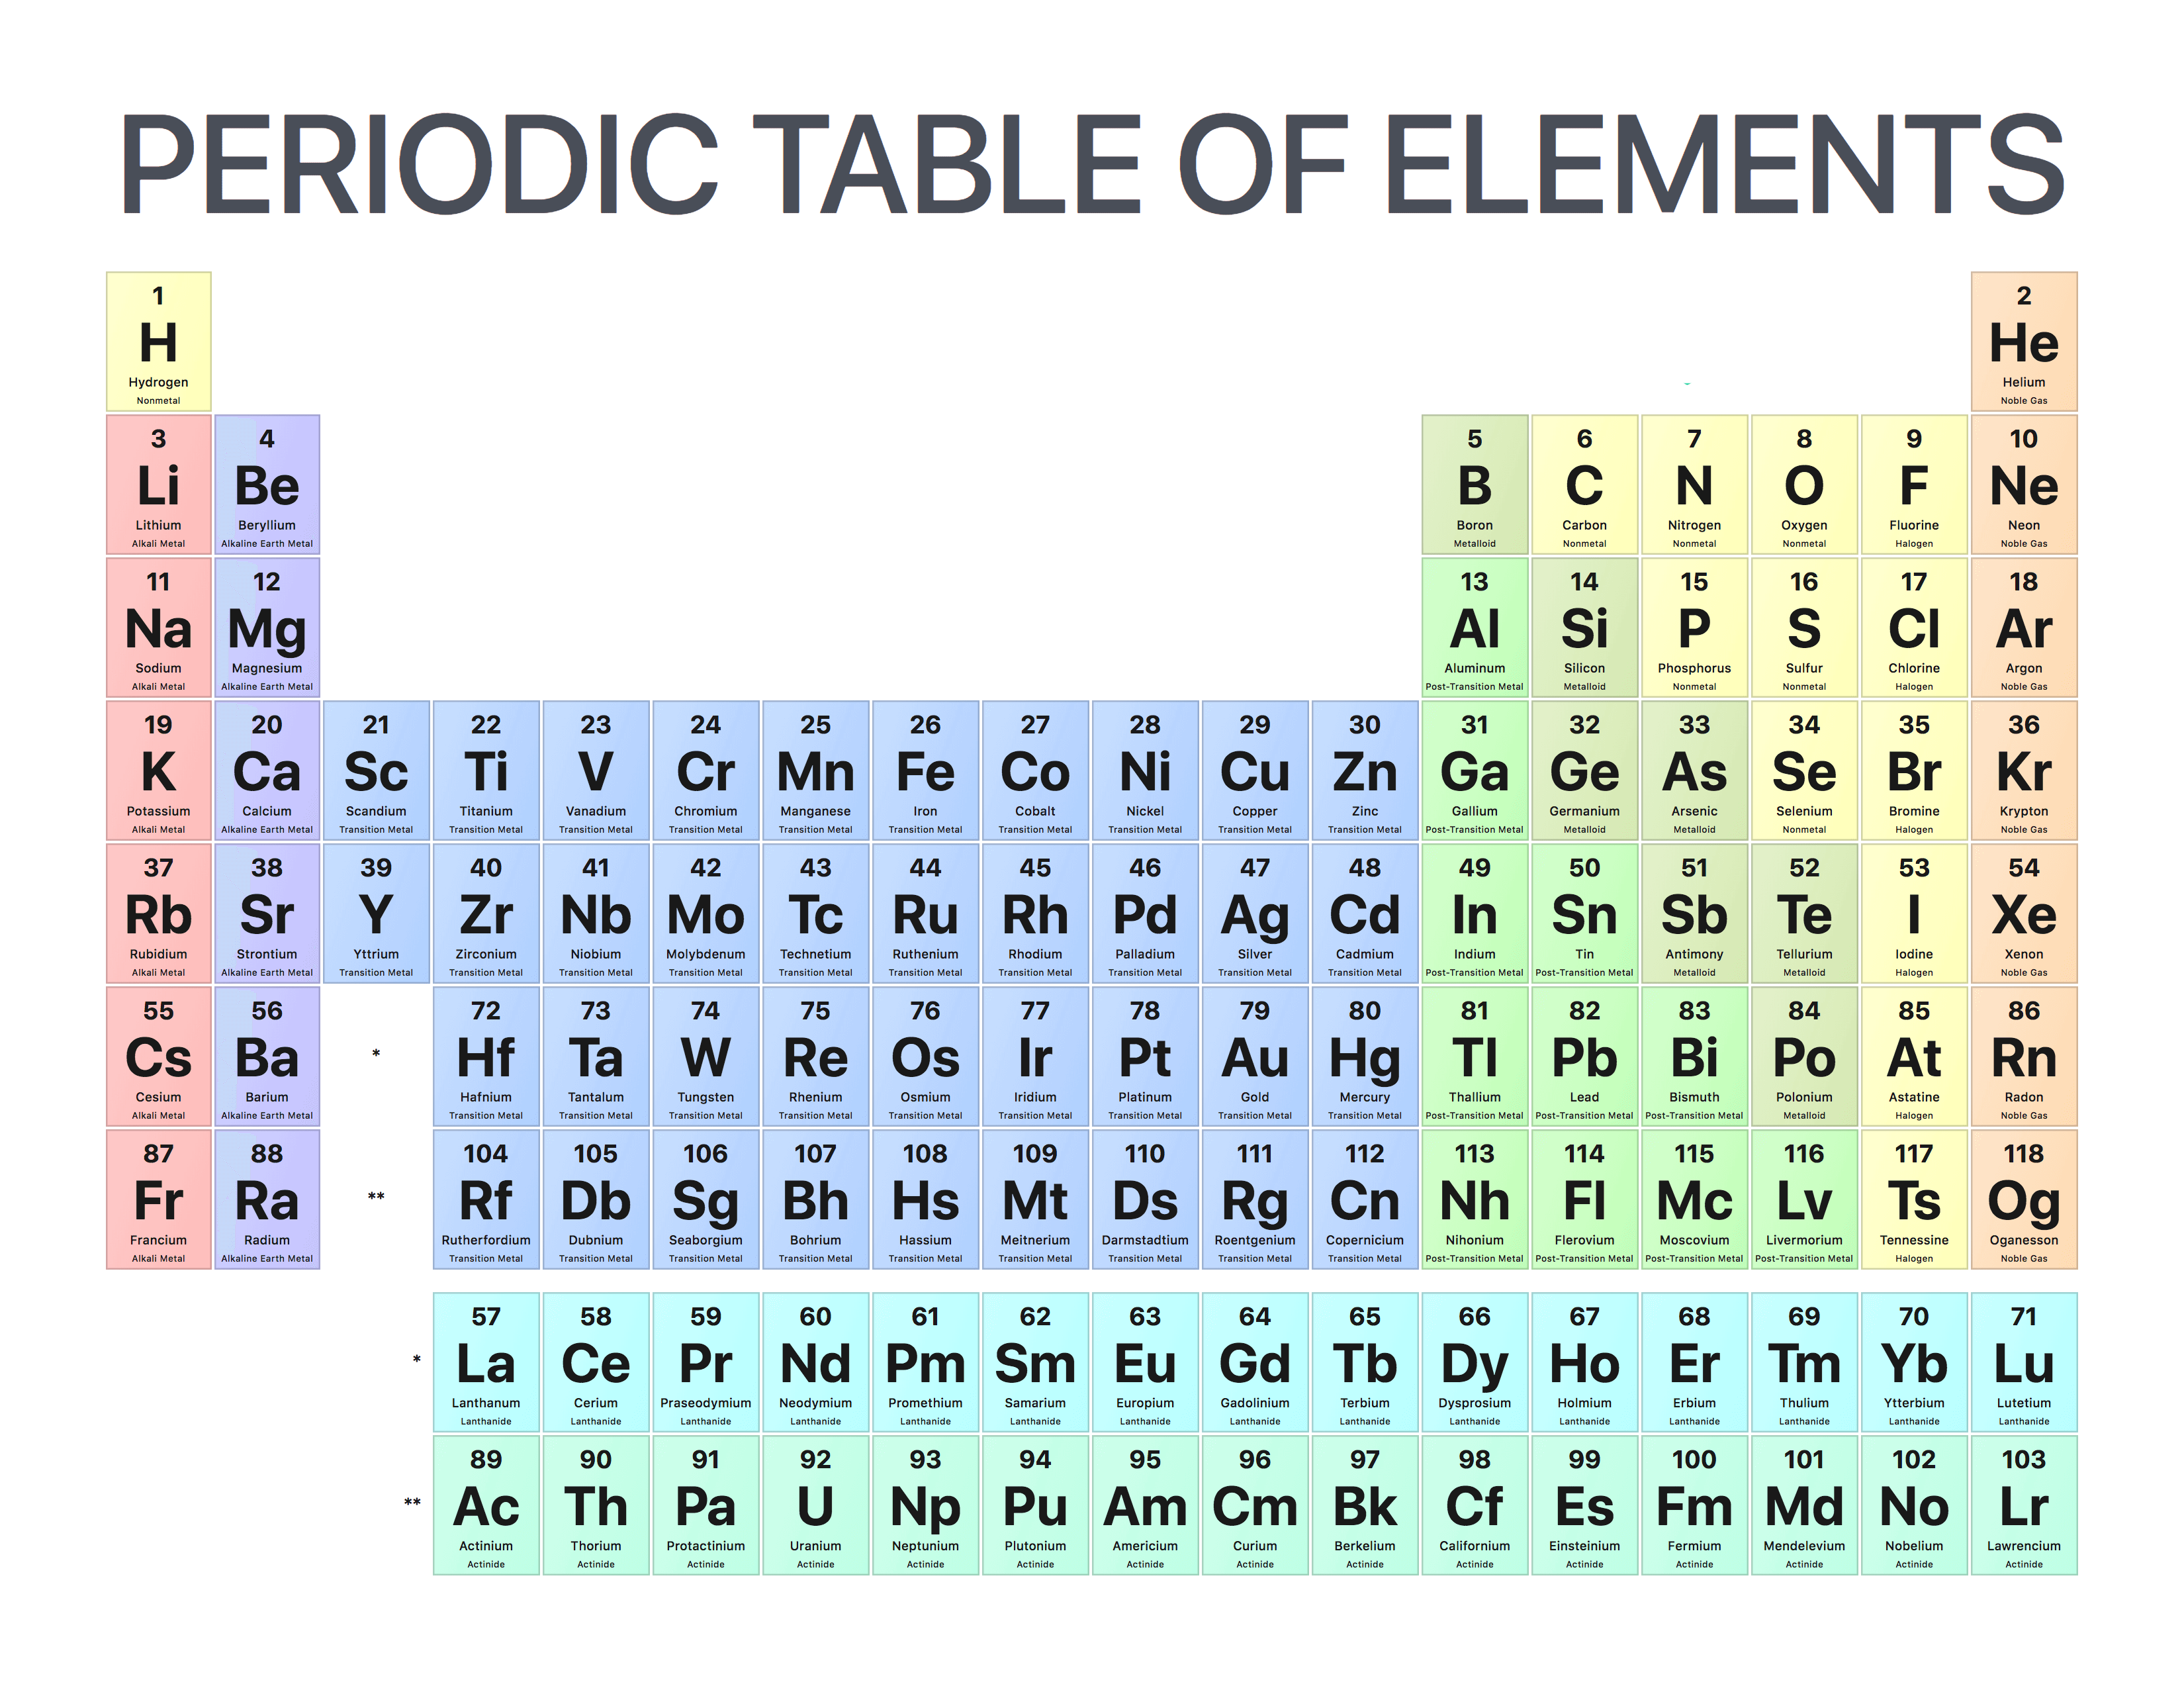 PERIODIC TABLE OF ELEMENTS
1 2
H He
Hydrogen Helium
Nonmetal Noble Gas
3 4 5 6 7 8 9 10
Li Be B C N O F Ne
Lithium Beryllium Boron Carbon Nitrogen Oxygen Fluorine Neon
Alkali Metal Alkaline Earth Metal Metalloid Nonmetal Nonmetal Nonmetal Halogen Noble Gas
11 12 13 14 15 16 17 18
Na Mg Al Si P S Cl Ar
Sodium Magnesium Aluminum Silicon Phosphorus Sulfur Chlorine Argon
Alkali Metal Alkaline Earth Metal Post-Transition Metal Metalloid Nonmetal Nonmetal Halogen Noble Gas
19 20 21 22 23 24 25 26 27 28 29 30 31 32 33 34 35 36
K Ca Sc Ti V Cr Mn Fe Co Ni Cu Zn Ga Ge As Se Br Kr
Potassium Calcium Scandium Titanium Vanadium Chromium Manganese Iron Cobalt Nickel Copper Zinc Gallium Germanium Arsenic Selenium Bromine Krypton
Alkali Metal Alkaline Earth Metal Transition Metal Transition Metal Transition Metal Transition Metal Transition Metal Transition Metal Transition Metal Transition Metal Transition Metal Transition Metal Post-Transition Metal Metalloid Metalloid Nonmetal Halogen Noble Gas
37 38 39 40 41 42 43 44 45 46 47 48 49 50 51 52 53 54
Rb Sr Y Zr Nb Mo Tc Ru Rh Pd Ag Cd In Sn Sb Te I Xe
Rubidium Strontium Yttrium Zirconium Niobium Molybdenum Technetium Ruthenium Rhodium Palladium Silver Cadmium Indium Tin Antimony Tellurium Iodine Xenon
Alkali Metal Alkaline Earth Metal Transition Metal Transition Metal Transition Metal Transition Metal Transition Metal Transition Metal Transition Metal Transition Metal Transition Metal Transition Metal Post-Transition Metal Post-Transition Metal Metalloid Metalloid Halogen Noble Gas
55 56 72 73 74 75 76 77 78 79 80 81 82 83 84 85 86
Cs Ba * Hf Ta W Re Os Ir Pt Au Hg Tl Pb Bi Po At Rn
Cesium Barium Hafnium Tantalum Tungsten Rhenium Osmium Iridium Platinum Gold Mercury Thallium Lead Bismuth Polonium Astatine Radon
Alkali Metal Alkaline Earth Metal Transition Metal Transition Metal Transition Metal Transition Metal Transition Metal Transition Metal Transition Metal Transition Metal Transition Metal Post-Transition Metal Post-Transition Metal Post-Transition Metal Metalloid Halogen Noble Gas
87 88 104 105 106 107 108 109 110 111 112 113 114 115 116 117 118
Fr Ra ** Rf Db Sg Bh Hs Mt Ds Rg Cn Nh Fl Mc Lv Ts Og
Francium Radium Rutherfordium Dubnium Seaborgium Bohrium Hassium Meitnerium Darmstadtium Roentgenium Copernicium Nihonium Flerovium Moscovium Livermorium Tennessine Oganesson
Alkali Metal Alkaline Earth Metal Transition Metal Transition Metal Transition Metal Transition Metal Transition Metal Transition Metal Transition Metal Transition Metal Transition Metal Post-Transition Metal Post-Transition Metal Post-Transition Metal Post-Transition Metal Halogen Noble Gas
57 58 59 60 61 62 63 64 65 66 67 68 69 70 71
* La Ce Pr Nd Pm Sm Eu Gd Tb Dy Ho Er Tm Yb Lu
Lanthanum Cerium Praseodymium Neodymium Promethium Samarium Europium Gadolinium Terbium Dysprosium Holmium Erbium Thulium Ytterbium Lutetium
Lanthanide Lanthanide Lanthanide Lanthanide Lanthanide Lanthanide Lanthanide Lanthanide Lanthanide Lanthanide Lanthanide Lanthanide Lanthanide Lanthanide Lanthanide
89 90 91 92 93 94 95 96 97 98 99 100 101 102 103
** Ac Th Pa U Np Pu Am Cm Bk Cf Es Fm Md No Lr
Actinium Thorium Protactinium Uranium Neptunium Plutonium Americium Curium Berkelium Californium Einsteinium Fermium Mendelevium Nobelium Lawrencium
Actinide Actinide Actinide Actinide Actinide Actinide Actinide Actinide Actinide Actinide Actinide Actinide Actinide Actinide Actinide